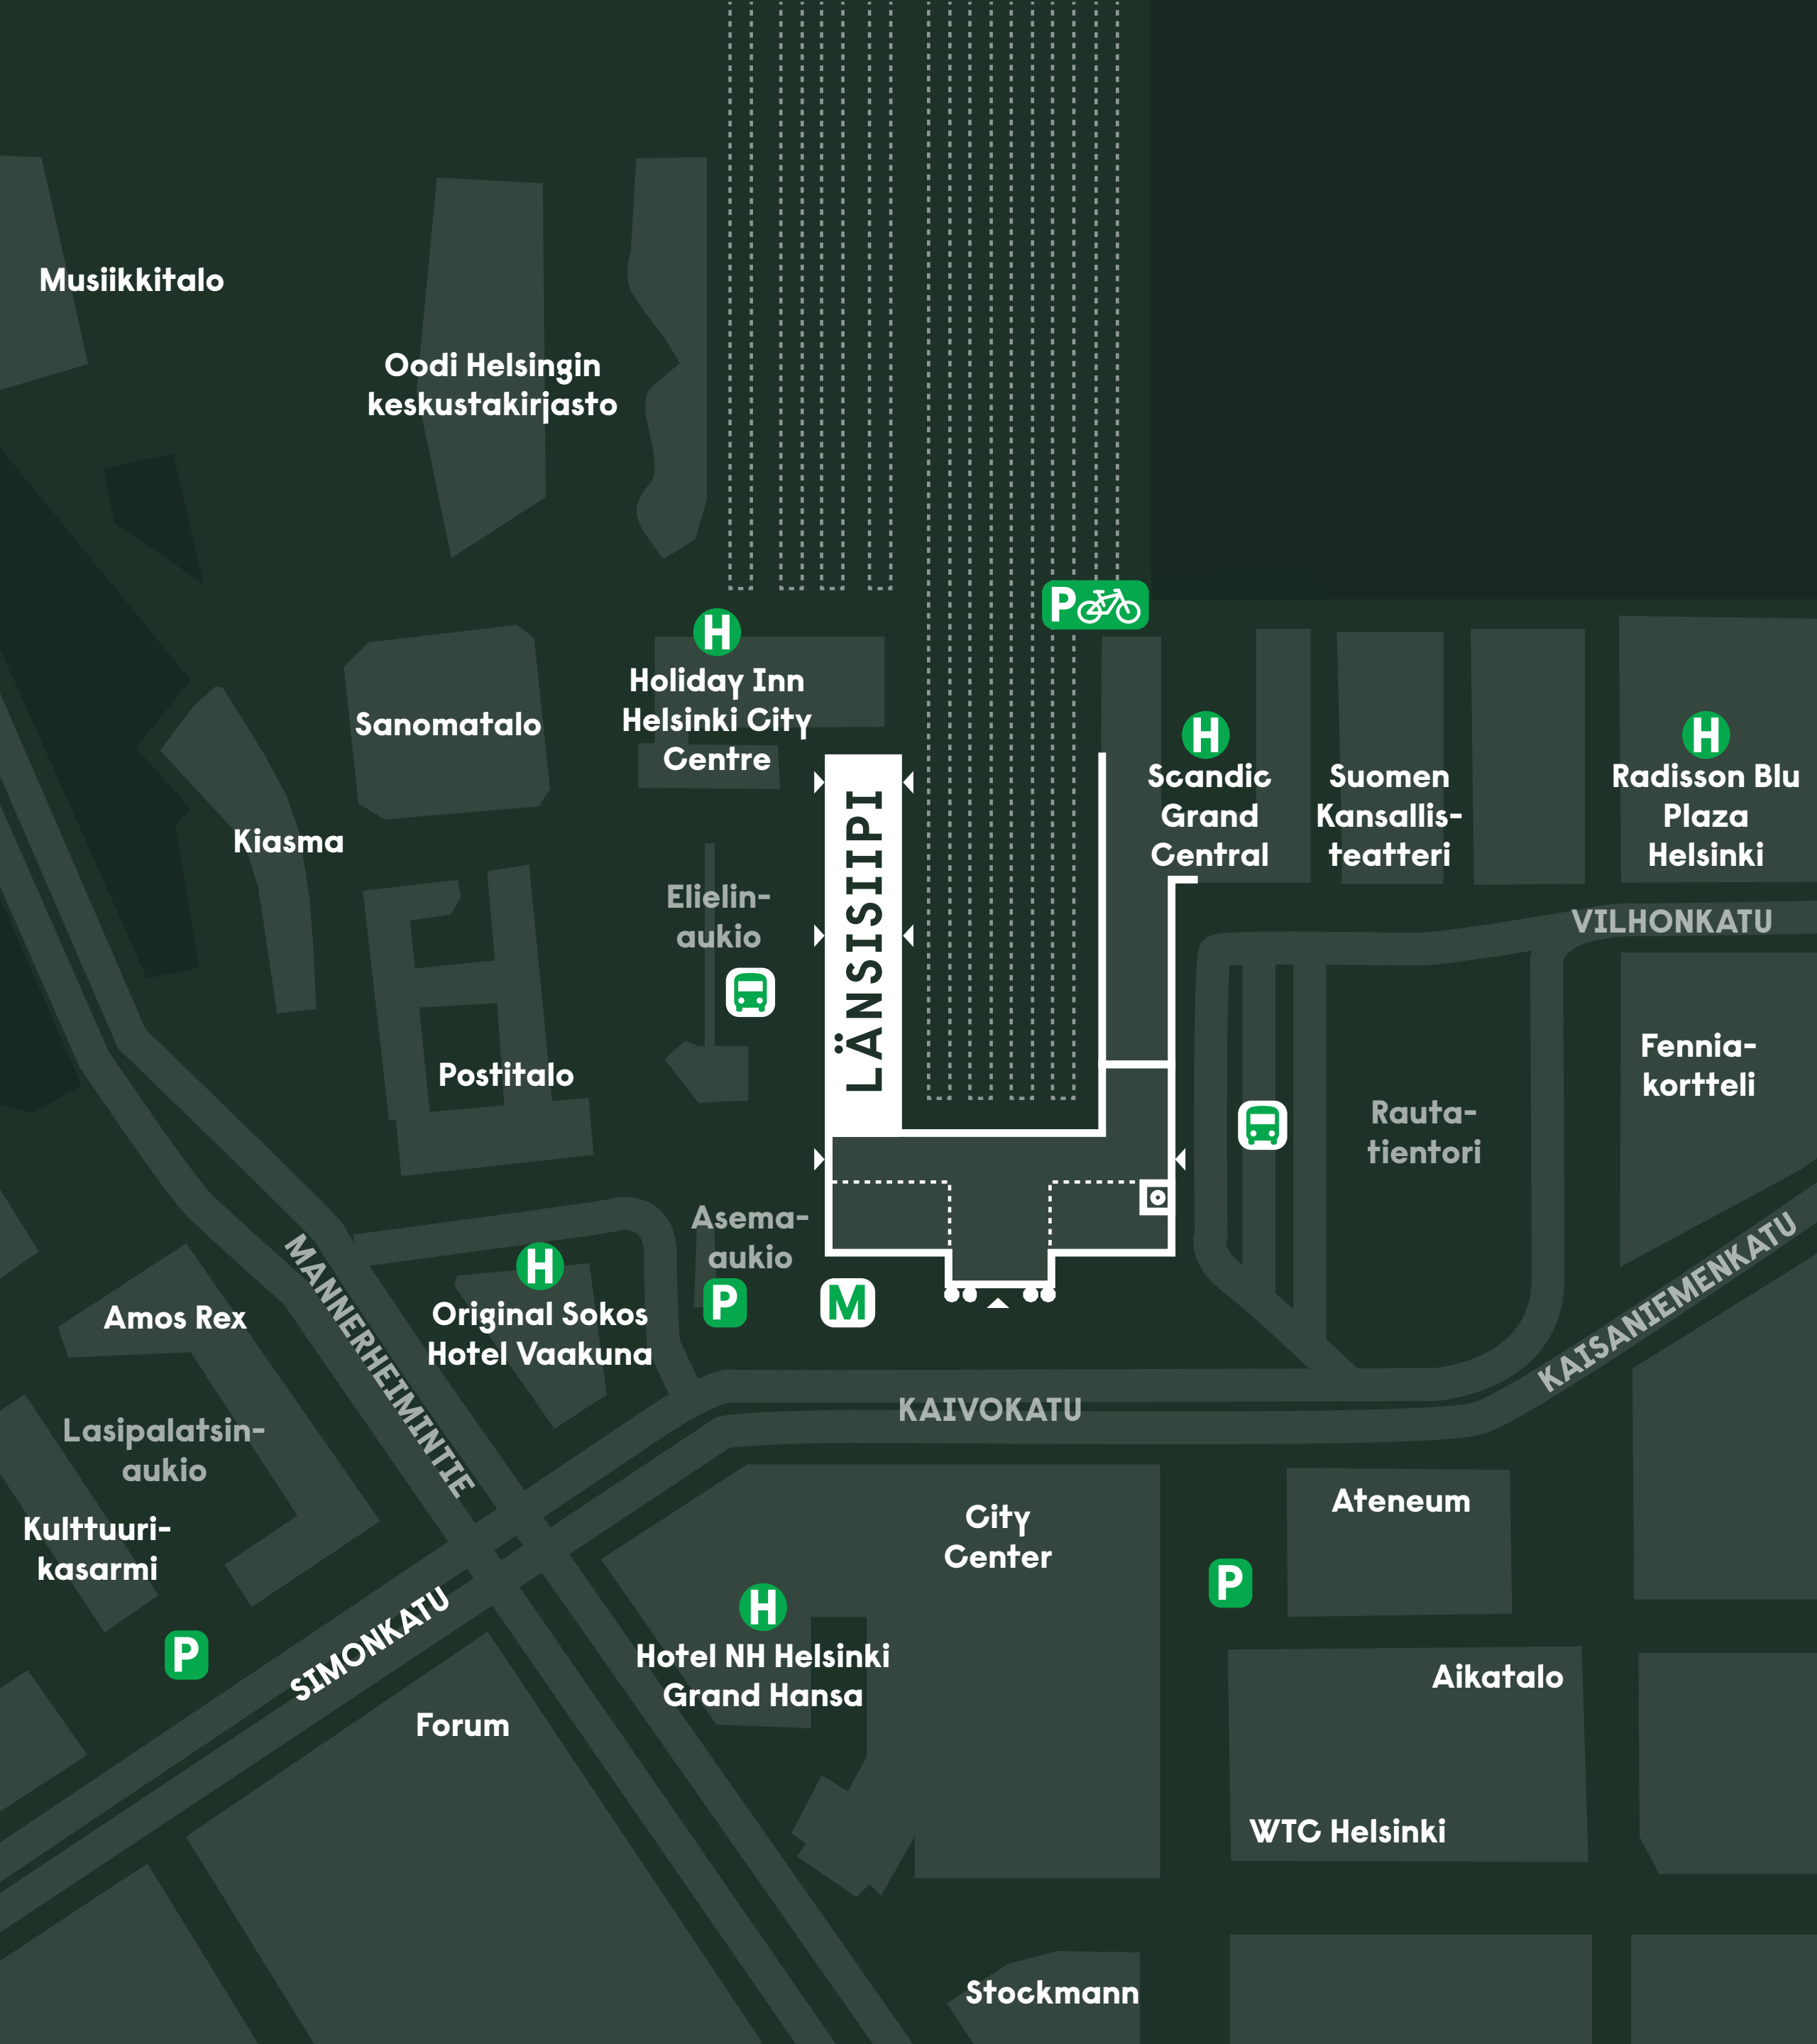 Musiikkitalo
Oodi Helsingin
keskustakirjasto
P
H
Holiday Inn
Helsinki City
Centre
Sanomatalo
H
Scandic
Grand
Central
Suomen
Kansallis-
teatteri
H
Radisson Blu
Plaza
Helsinki
Kiasma
LÄNSISIIPI
Elielin-
aukio
VILHONKATU
Postitalo
Fennia-
kortteli
Rauta-
tientori
Asema-
aukio
P
M
MANNERHEIMINTIE
H
Original Sokos
Hotel Vaakuna
Amos Rex
KAISANIEMENKATU
KAIVOKATU
Lasipalatsin-
aukio
Kulttuuri-
kasarmi
City
Center
Ateneum
P
H
Hotel NH Helsinki
Grand Hansa
P
SIMONKATU
Forum
Aikatalo
WTC Helsinki
Stockmann